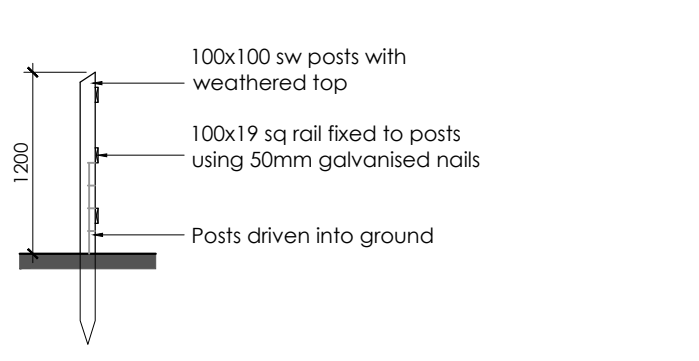 100x100 sw posts with
weathered top
100x19 sq rail fixed to posts
using 50mm galvanised nails
1200
Posts driven into ground